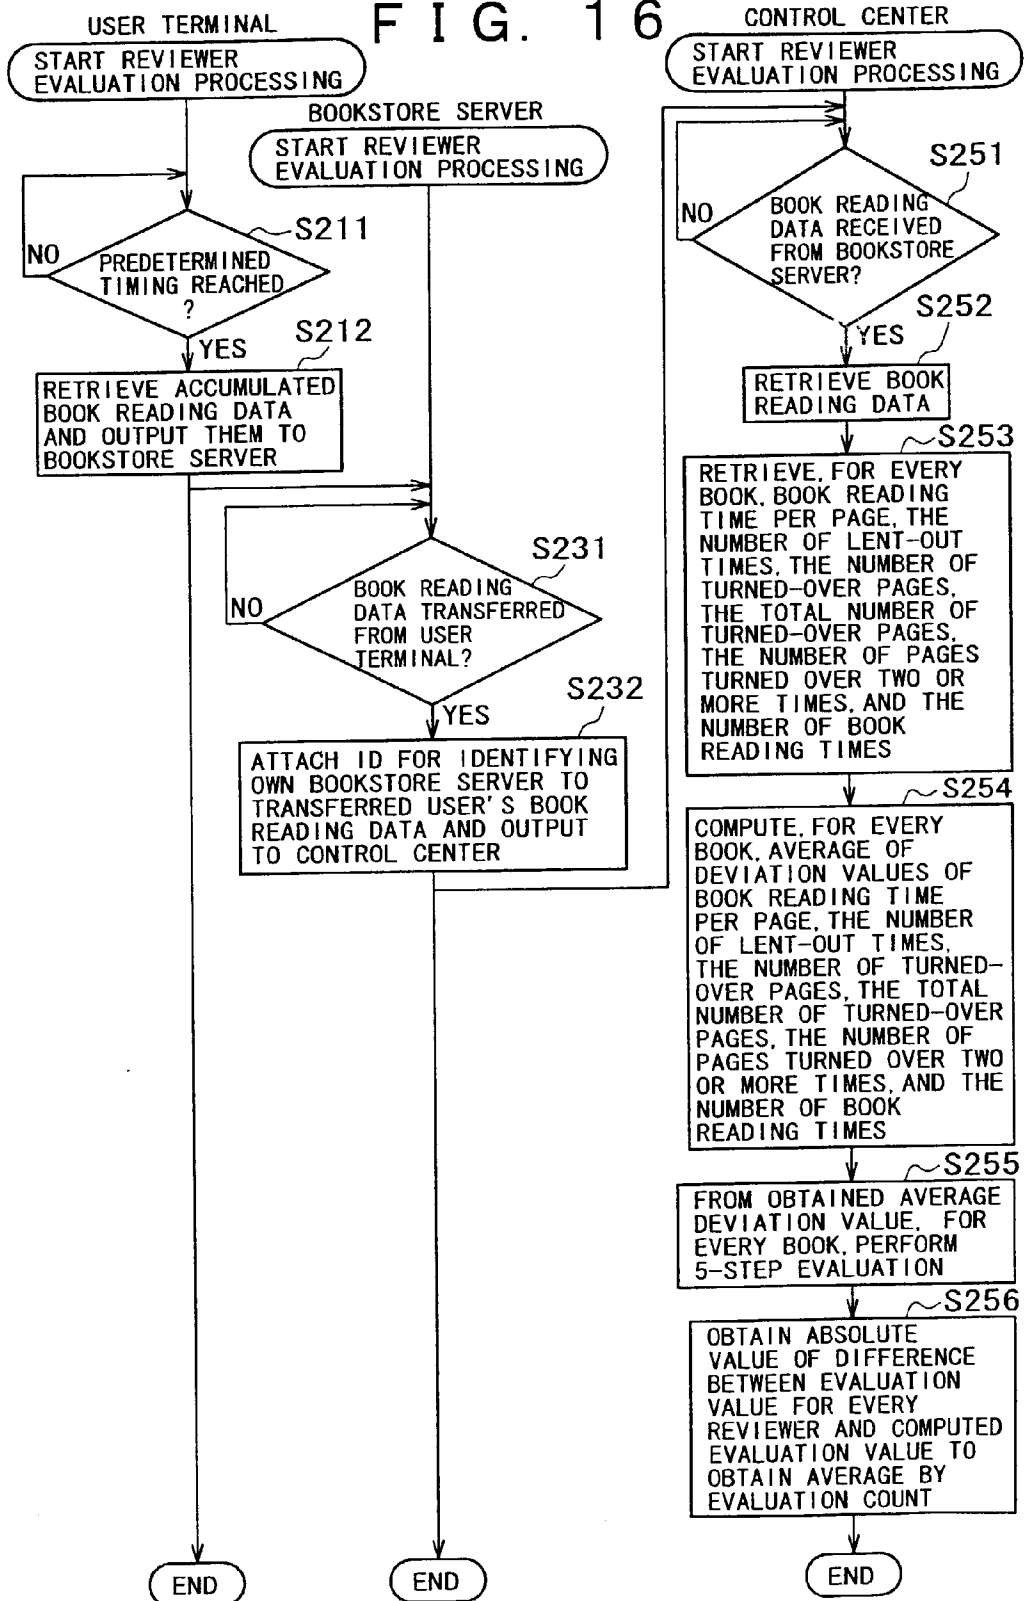 FIG. 16
USER TERMINAL
START REVIEWER
EVALUATION PROCESSING
S211
PREDETERMINED
TIMING REACHED
?
NO
YES
S212
RETRIEVE ACCUMULATED
BOOK READING DATA
AND OUTPUT THEM TO
BOOKSTORE SERVER
END
BOOKSTORE SERVER
START REVIEWER
EVALUATION PROCESSING
S231
BOOK READING
DATA TRANSFERRED
FROM USER
TERMINAL?
NO
YES
S232
ATTACH ID FOR IDENTIFYING
OWN BOOKSTORE SERVER TO
TRANSFERRED USER'S BOOK
READING DATA AND OUTPUT
TO CONTROL CENTER
END
CONTROL CENTER
START REVIEWER
EVALUATION PROCESSING
S251
BOOK READING
DATA RECEIVED
FROM BOOKSTORE
SERVER?
NO
YES
S252
RETRIEVE BOOK
READING DATA
S253
RETRIEVE, FOR EVERY
BOOK, BOOK READING
TIME PER PAGE, THE
NUMBER OF LENT-OUT
TIMES, THE NUMBER OF
TURNED-OVER PAGES,
THE TOTAL NUMBER OF
TURNED-OVER PAGES,
THE NUMBER OF PAGES
TURNED OVER TWO OR
MORE TIMES, AND THE
NUMBER OF BOOK
READING TIMES
S254
COMPUTE, FOR EVERY
BOOK, AVERAGE OF
DEVIATION VALUES OF
BOOK READING TIME
PER PAGE, THE NUMBER
OF LENT-OUT TIMES,
THE NUMBER OF TURNED-
OVER PAGES, THE TOTAL
NUMBER OF TURNED-OVER
PAGES, THE NUMBER OF
PAGES TURNED OVER TWO
OR MORE TIMES, AND THE
NUMBER OF BOOK
READING TIMES
S255
FROM OBTAINED AVERAGE
DEVIATION VALUE, FOR
EVERY BOOK, PERFORM
5-STEP EVALUATION
S256
OBTAIN ABSOLUTE
VALUE OF DIFFERENCE
BETWEEN EVALUATION
VALUE FOR EVERY
REVIEWER AND COMPUTED
EVALUATION VALUE TO
OBTAIN AVERAGE BY
EVALUATION COUNT
END